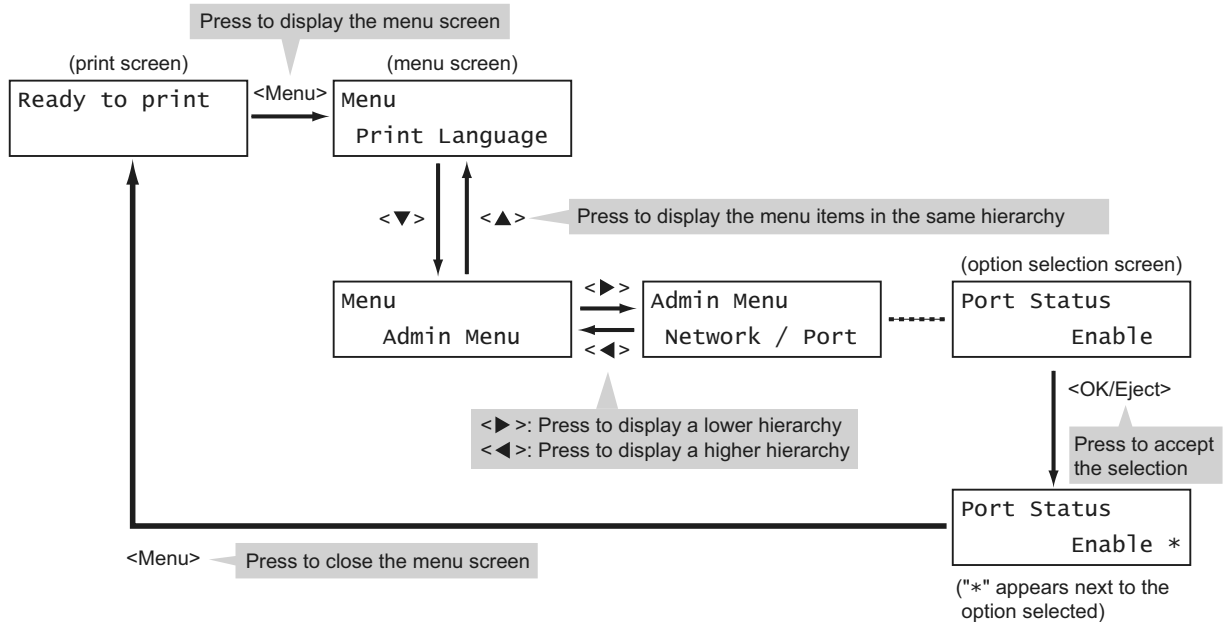 Press to display the menu screen
(print screen)
(menu screen)
Ready to print
<Menu>
Menu
Print Language
<▼>
<▲>
Press to display the menu items in the same hierarchy
(option selection screen)
Menu
Admin Menu
<▶>
<◀>
Admin Menu
Network / Port
Port Status
Enable
<OK/Eject>
<▶>: Press to display a lower hierarchy
<◀>: Press to display a higher hierarchy
Press to accept
the selection
Port Status
Enable *
<Menu>
Press to close the menu screen
("*" appears next to the
option selected)